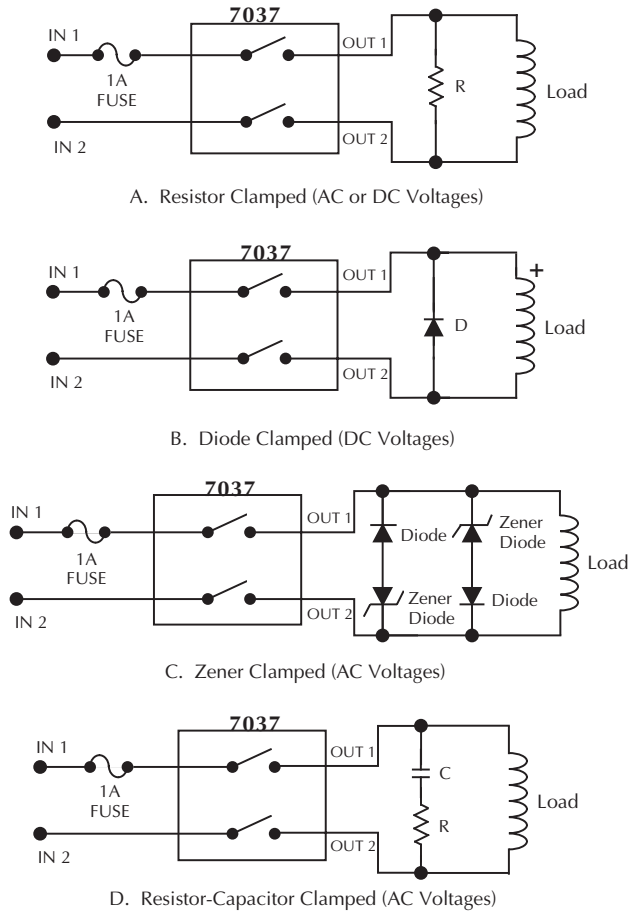 7037
IN 1
OUT 1
1A
FUSE
R
Load
IN 2
OUT 2
A. Resistor Clamped (AC or DC Voltages)
7037
IN 1
OUT 1
+
1A
FUSE
D
Load
IN 2
OUT 2
B. Diode Clamped (DC Voltages)
7037
IN 1
OUT 1
Zener
Diode
Diode
1A
FUSE
Load
Zener
Diode
Diode
IN 2
OUT 2
C. Zener Clamped (AC Voltages)
7037
IN 1
OUT 1
C
1A
FUSE
Load
R
IN 2
OUT 2
D. Resistor-Capacitor Clamped (AC Voltages)